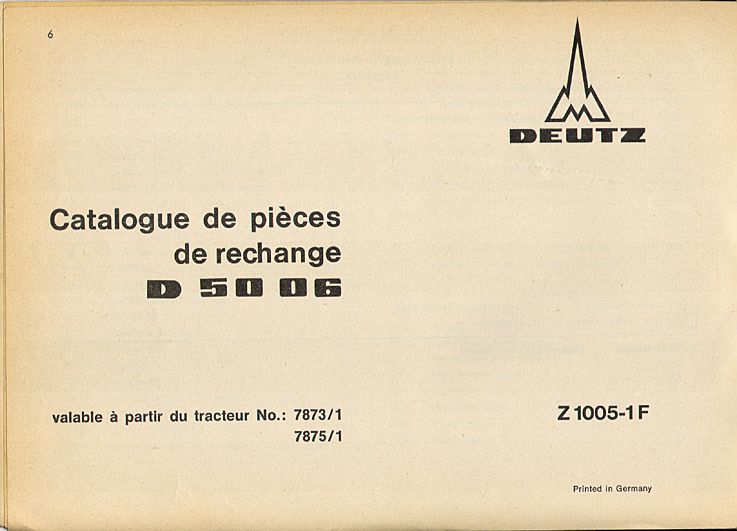 6
DEUTZ
Catalogue de pièces
de rechange
D 50 06
valable à partir du tracteur No.: 7873/1
7875/1
Z 1005-1 F
Printed in Germany